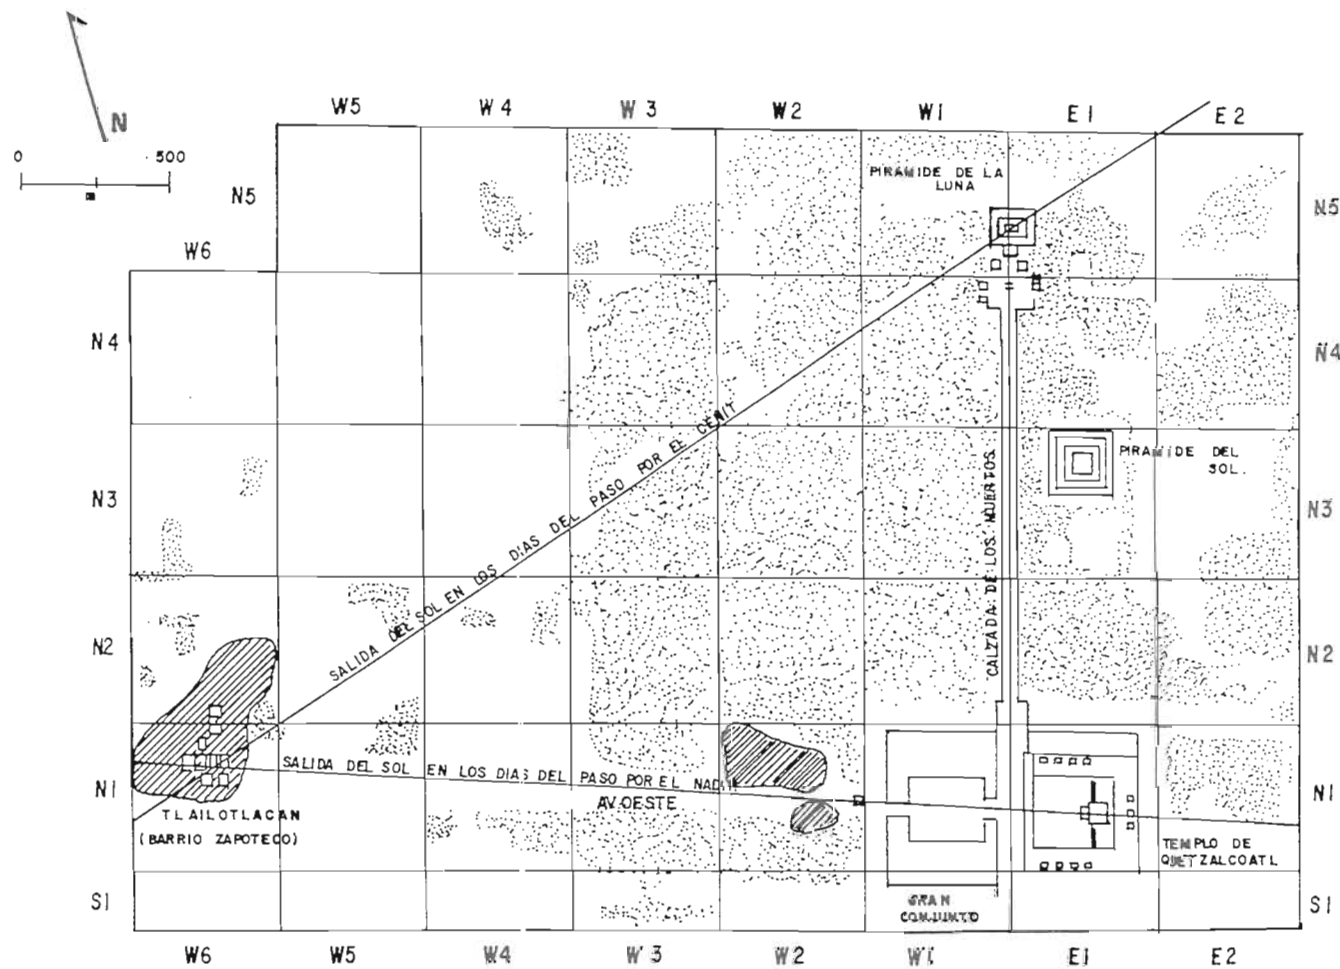 N
0 500
W5 W4 W3 W2 W1 E1 E2
PIRAMIDE DE LA
LUNA
N5 N5
W6
N4 N4
SALIDA DEL SOL EN LOS DIAS DEL PASO POR EL CENIT
CALZADA DE LOS MUERTOS
PIRAMIDE DEL
SOL.
N3 N3
N2 N2
SALIDA DEL SOL EN LOS DIAS DEL PASO POR EL NADIR
N1 N1
AV. OESTE
TLAILOTLACAN
(BARRIO ZAPOTECO)
TEMPLO DE
QUETZALCOATL
S1 S1
GRAN
CONJUNTO
W6 W5 W4 W3 W2 W1 E1 E2